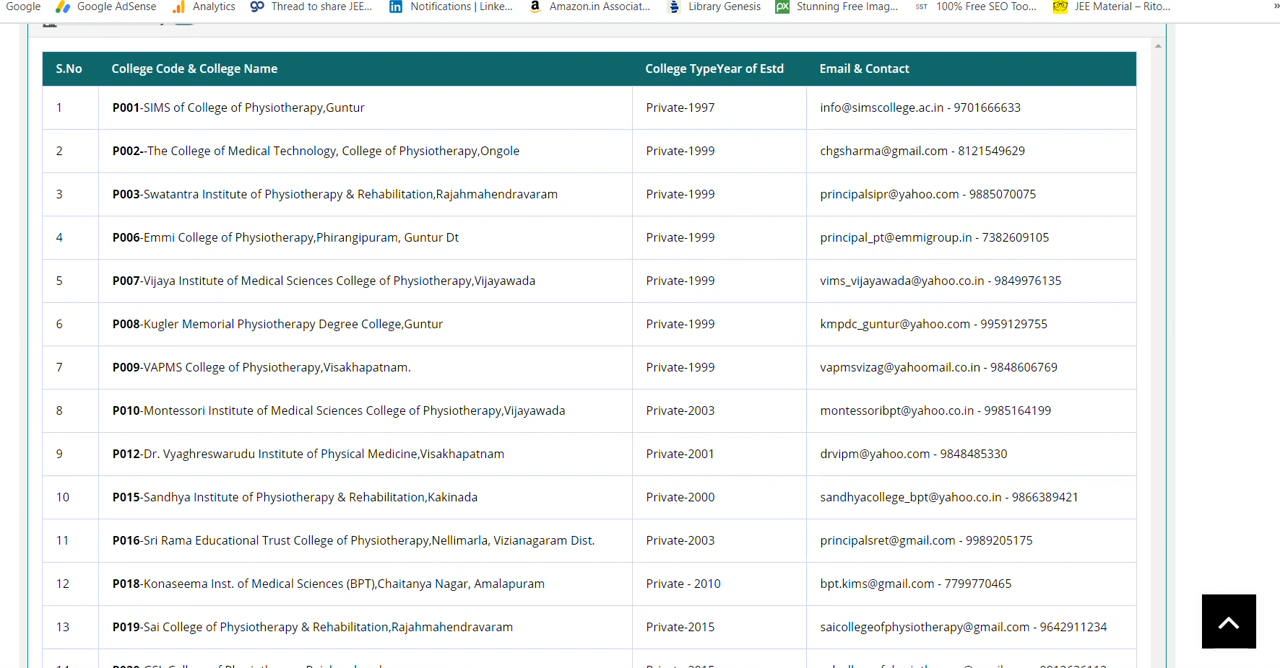 Google Google AdSense Analytics Thread to share JEE... Notifications | Linke... Amazon.in Associat... Library Genesis Stunning Free Imag... 100% Free SEO Too... JEE Material – Rito... »
S.No College Code & College Name College TypeYear of Estd Email & Contact
1 P001-SIMS of College of Physiotherapy,Guntur Private-1997 info@simscollege.ac.in - 9701666633
2 P002--The College of Medical Technology, College of Physiotherapy,Ongole Private-1999 chgsharma@gmail.com - 8121549629
3 P003-Swatantra Institute of Physiotherapy & Rehabilitation,Rajahmahendravaram Private-1999 principalsipr@yahoo.com - 9885070075
4 P006-Emmi College of Physiotherapy,Phirangipuram, Guntur Dt Private-1999 principal_pt@emmigroup.in - 7382609105
5 P007-Vijaya Institute of Medical Sciences College of Physiotherapy,Vijayawada Private-1999 vims_vijayawada@yahoo.co.in - 9849976135
6 P008-Kugler Memorial Physiotherapy Degree College,Guntur Private-1999 kmpdc_guntur@yahoo.com - 9959129755
7 P009-VAPMS College of Physiotherapy,Visakhapatnam. Private-1999 vapmsvizag@yahoomail.co.in - 9848606769
8 P010-Montessori Institute of Medical Sciences College of Physiotherapy,Vijayawada Private-2003 montessoribpt@yahoo.co.in - 9985164199
9 P012-Dr. Vyaghreswarudu Institute of Physical Medicine,Visakhapatnam Private-2001 drvipm@yahoo.com - 9848485330
10 P015-Sandhya Institute of Physiotherapy & Rehabilitation,Kakinada Private-2000 sandhyacollege_bpt@yahoo.co.in - 9866389421
11 P016-Sri Rama Educational Trust College of Physiotherapy,Nellimarla, Vizianagaram Dist. Private-2003 principalsret@gmail.com - 9989205175
12 P018-Konaseema Inst. of Medical Sciences (BPT),Chaitanya Nagar, Amalapuram Private - 2010 bpt.kims@gmail.com - 7799770465
13 P019-Sai College of Physiotherapy & Rehabilitation,Rajahmahendravaram Private-2015 saicollegeofphysiotherapy@gmail.com - 9642911234